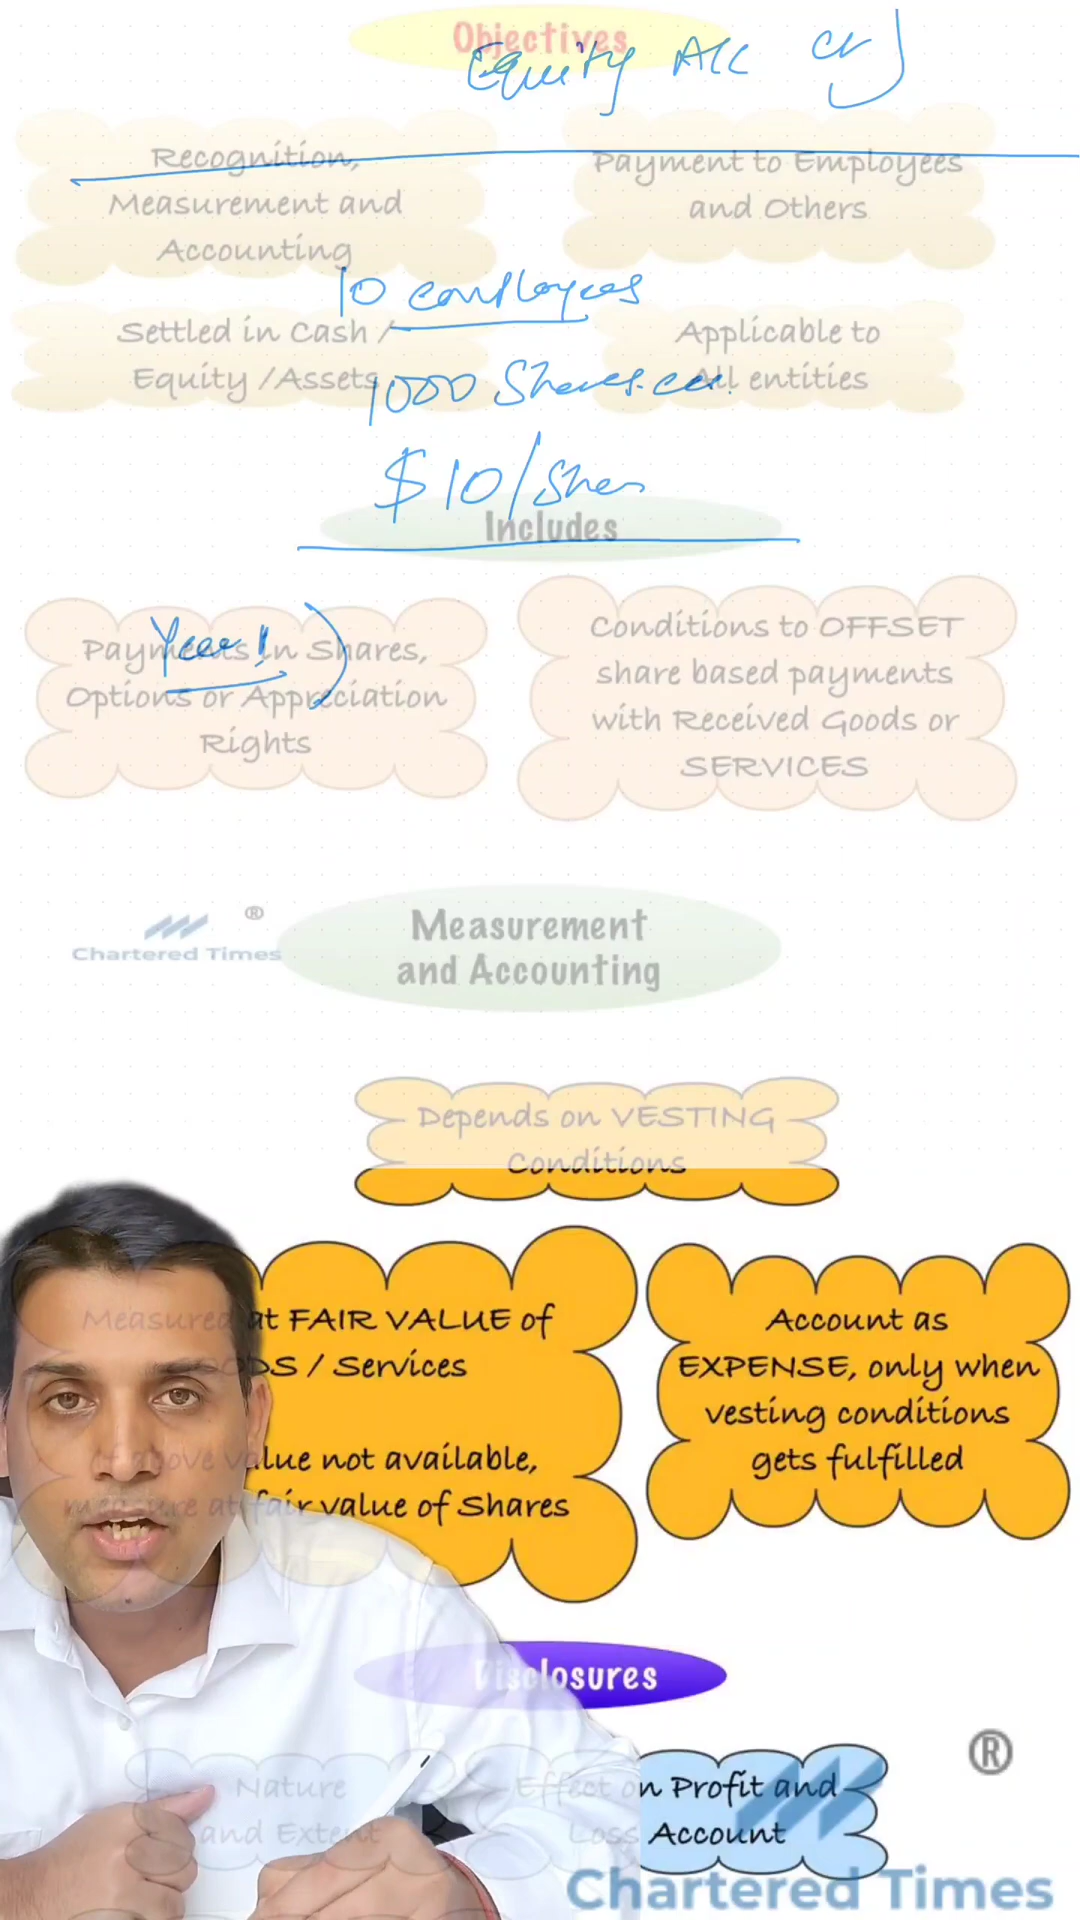 Objectives
Equity Acc Cr
Recognition,
Measurement and
Accounting
Payment to Employees
and Others
10 employees
Settled in Cash /
Equity /Assets
Applicable to
All entities
1000 Shares
$10/Share
Includes
Year 1
Payments in Shares,
Options or Appreciation
Rights
Conditions to OFFSET
share based payments
with Received Goods or
SERVICES
®
Chartered Times
Measurement
and Accounting
Depends on VESTING
Conditions
Measured at FAIR VALUE of
GOODS / Services
If above value not available,
measure at fair value of Shares
Account as
EXPENSE, only when
vesting conditions
gets fulfilled
Disclosures
Nature
and Extent
Effect on Profit and
Loss Account
®
Chartered Times